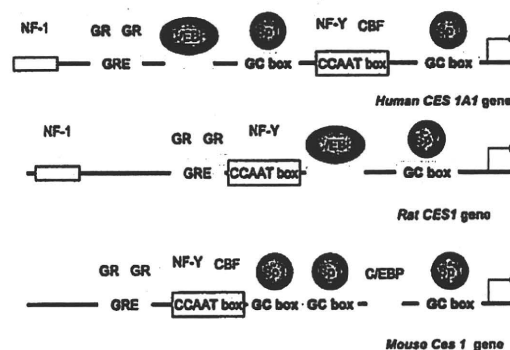 NF-1 GR GR /EB NF-Y CBF
GRE GC box CCAAT box GC box
Human CES 1A1 gene
NF-1 GR GR NF-Y /EB
GRE CCAAT box GC box
Rat CES1 gene
GR GR NF-Y CBF C/EBP
GRE CCAAT box GC box GC box GC box
Mouse Ces 1 gene